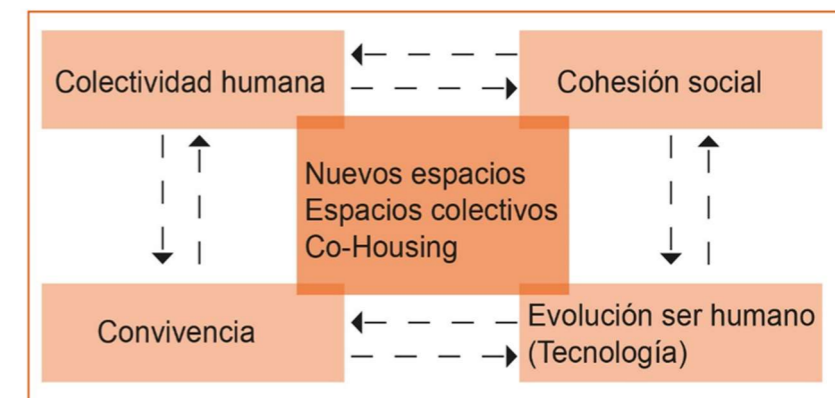 Colectividad humana
Cohesión social
Nuevos espacios
Espacios colectivos
Co-Housing
Convivencia
Evolución ser humano
(Tecnología)